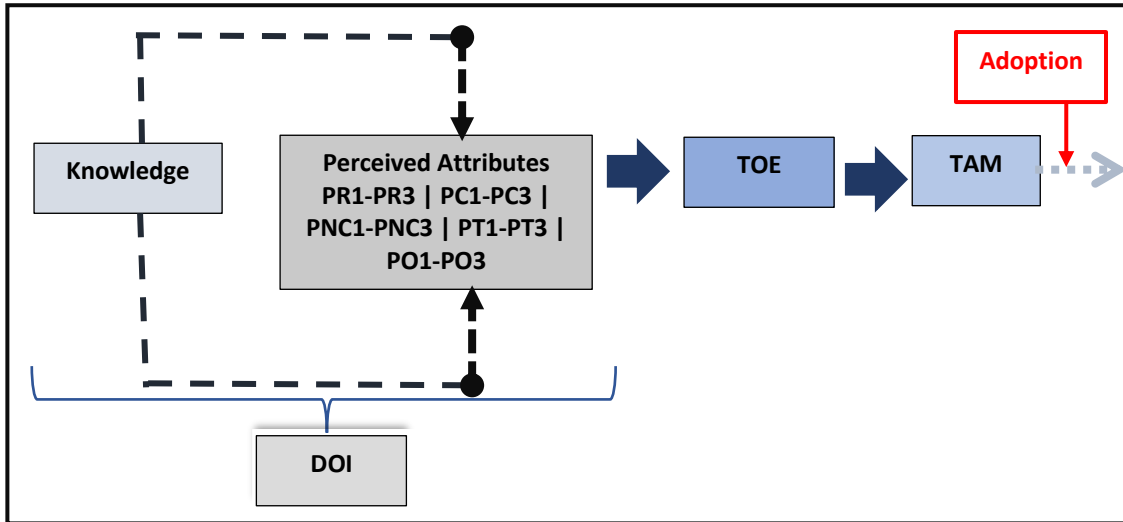 Adoption
Knowledge
Perceived Attributes
PR1-PR3 | PC1-PC3 |
PNC1-PNC3 | PT1-PT3 |
PO1-PO3
TOE
TAM
DOI